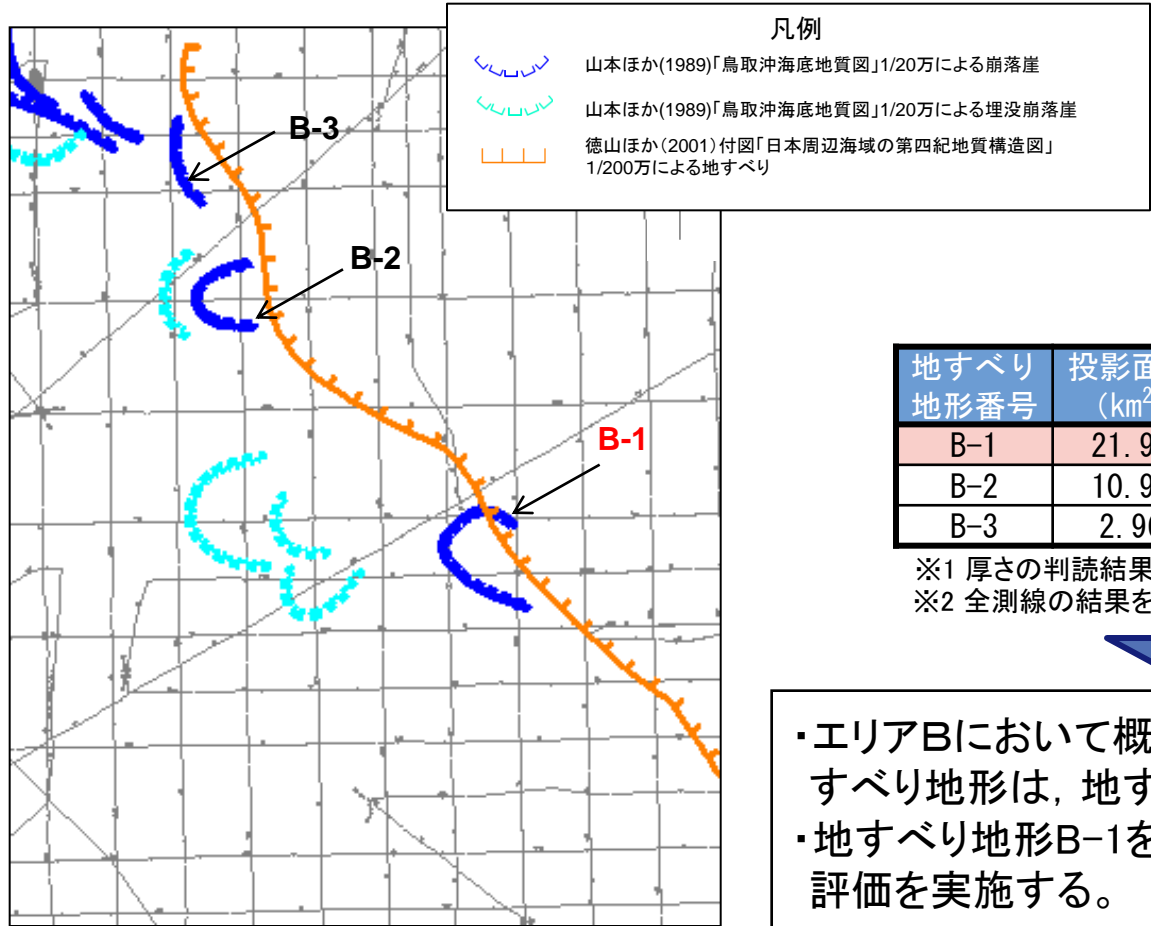 凡例
山本ほか(1989)「鳥取沖海底地質図」1/20万による崩落崖
山本ほか(1989)「鳥取沖海底地質図」1/20万による埋没崩落崖
徳山ほか(2001)付図「日本周辺海域の第四紀地質構造図」
1/200万による地すべり
B-3
B-2
B-1
地すべり 投影面
地形番号 (km2
B-1 21.9
B-2 10.9
B-3 2.9
※1 厚さの判読結果
※2 全測線の結果を
・エリアBにおいて概
すべり地形は，地す
・地すべり地形B-1を
評価を実施する。